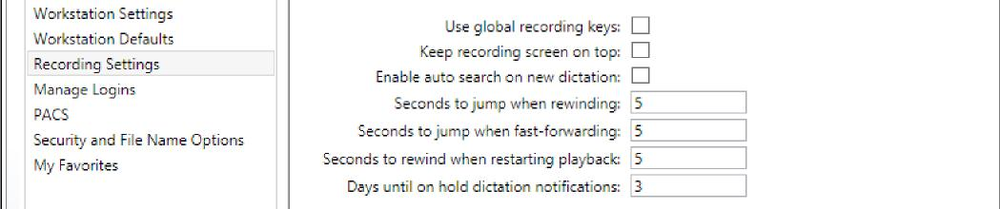 Workstation Settings
Workstation Defaults
Recording Settings
Manage Logins
PACS
Security and File Name Options
My Favorites
Use global recording keys:
Keep recording screen on top:
Enable auto search on new dictation:
Seconds to jump when rewinding: 5
Seconds to jump when fast-forwarding: 5
Seconds to rewind when restarting playback: 5
Days until on hold dictation notifications: 3